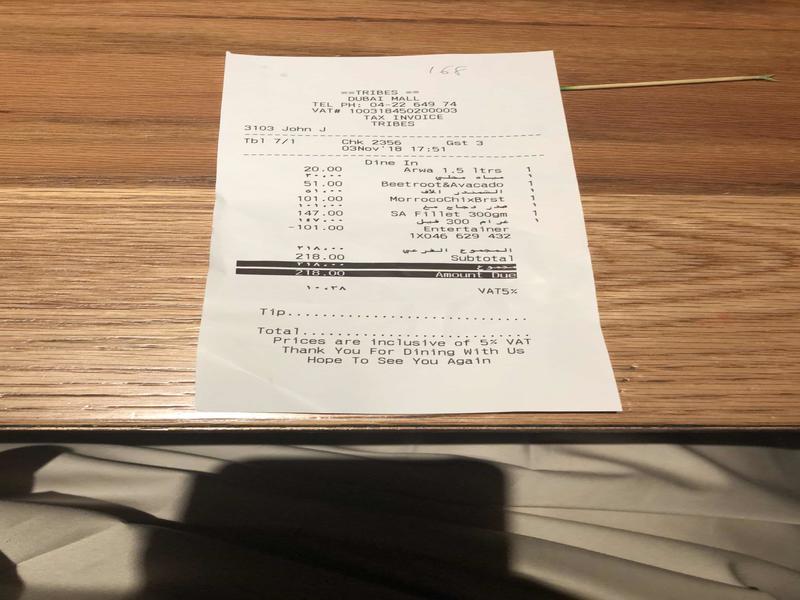 168
==TRIBES ==
DUBAI MALL
TEL PH: 04-22 649 74
VAT# 100318450200003
TAX INVOICE
TRIBES
3103 John J
Tbl 7/1 Chk 2356 Gst 3
03Nov'18 17:51
Dine In
20.00 Arwa 1.5 ltrs 1
٢٠.٠٠ مياه محلي ١
51.00 Beetroot&Avacado 1
٥١.٠٠ ١
101.00 MorrocoChixBrst 1
١٠١.٠٠ صدر دجاج مع ١
147.00 SA Fillet 300gm 1
١٤٧.٠٠ غرام 300 فيل ١
-101.00 Entertainer
1X046 629 432
٢١٨.٠٠ المجموع الفرعي
218.00 Subtotal
٢١٨.٠٠ مجموع
218.00 Amount Due
١٠.٣٨ VAT5%
Tip..............................
Total............................
Prices are inclusive of 5% VAT
Thank You For Dining With Us
Hope To See You Again